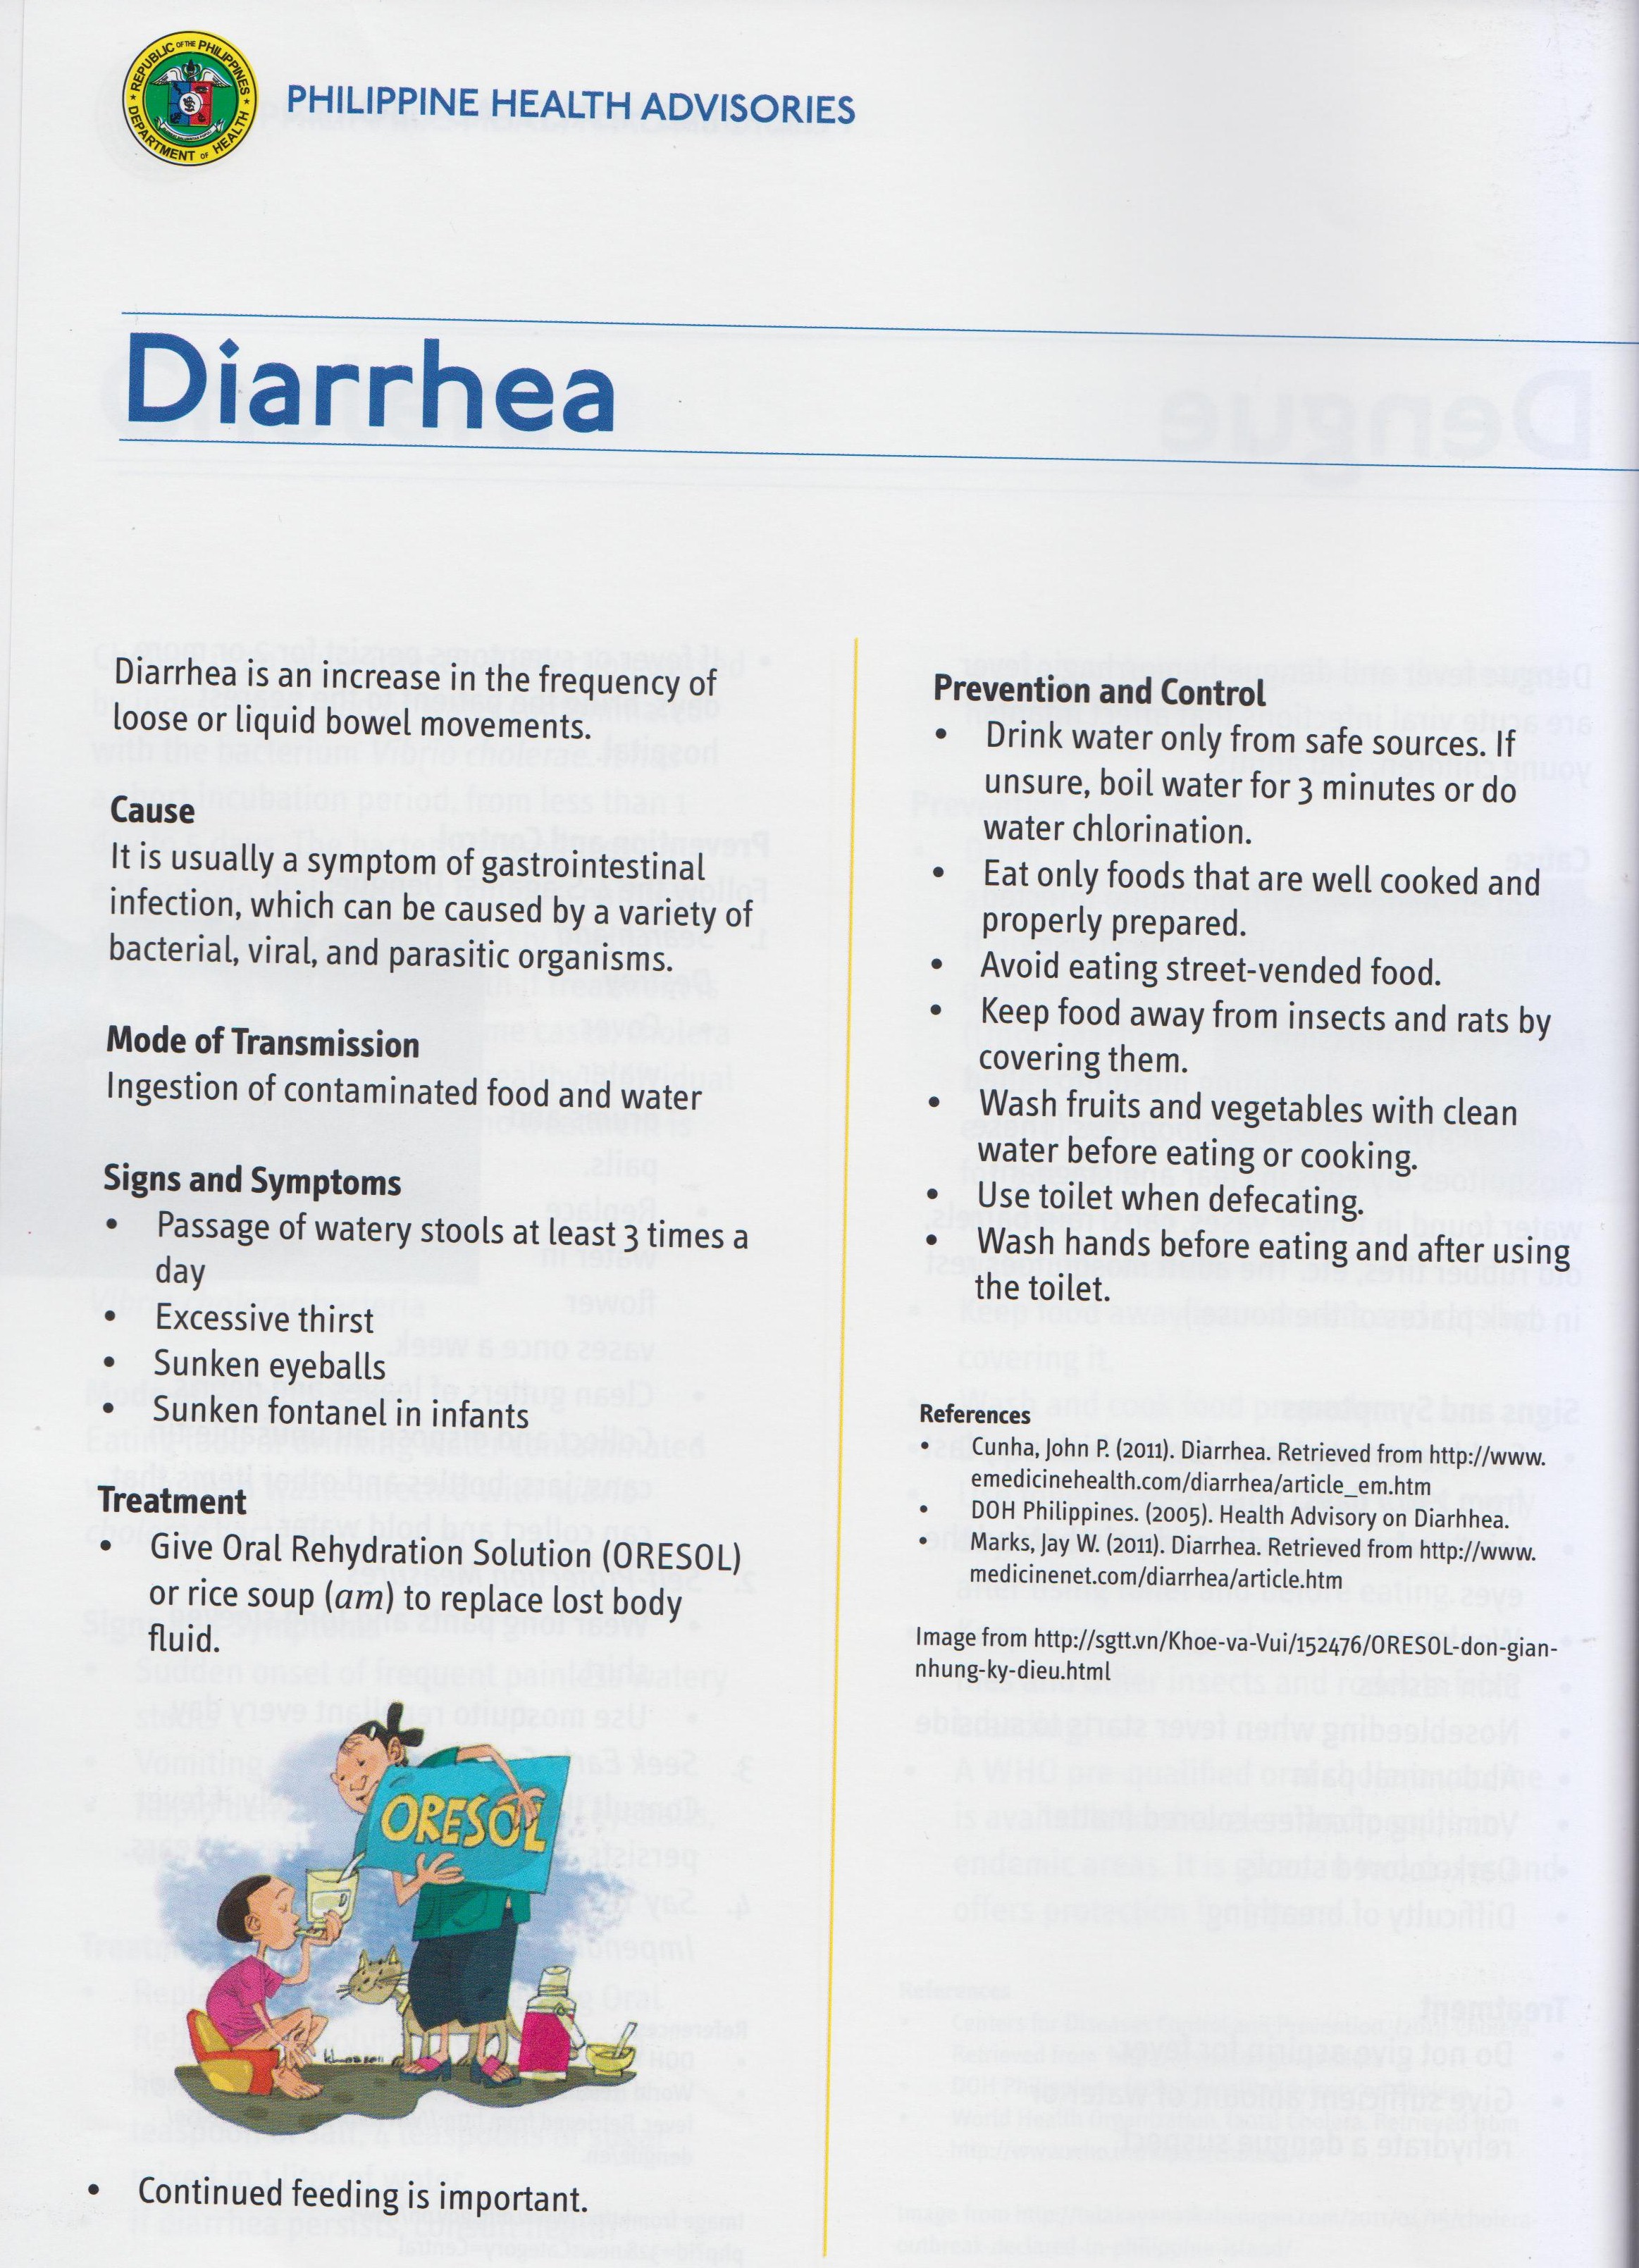 REPUBLIC OF THE PHILIPPINES
DEPARTMENT OF HEALTH
PHILIPPINE HEALTH ADVISORIES
Diarrhea
Diarrhea is an increase in the frequency of
loose or liquid bowel movements.
Cause
It is usually a symptom of gastrointestinal
infection, which can be caused by a variety of
bacterial, viral, and parasitic organisms.
Mode of Transmission
Ingestion of contaminated food and water
Signs and Symptoms
• Passage of watery stools at least 3 times a
day
• Excessive thirst
• Sunken eyeballs
• Sunken fontanel in infants
Treatment
• Give Oral Rehydration Solution (ORESOL)
or rice soup (am) to replace lost body
fluid.
ORESOL
• Continued feeding is important.
Prevention and Control
• Drink water only from safe sources. If
unsure, boil water for 3 minutes or do
water chlorination.
• Eat only foods that are well cooked and
properly prepared.
• Avoid eating street-vended food.
• Keep food away from insects and rats by
covering them.
• Wash fruits and vegetables with clean
water before eating or cooking.
• Use toilet when defecating.
• Wash hands before eating and after using
the toilet.
References
• Cunha, John P. (2011). Diarrhea. Retrieved from http://www.
emedicinehealth.com/diarrhea/article_em.htm
• DOH Philippines. (2005). Health Advisory on Diarhhea.
• Marks, Jay W. (2011). Diarrhea. Retrieved from http://www.
medicinenet.com/diarrhea/article.htm
Image from http://sgtt.vn/Khoe-va-Vui/152476/ORESOL-don-gian-
nhung-ky-dieu.html